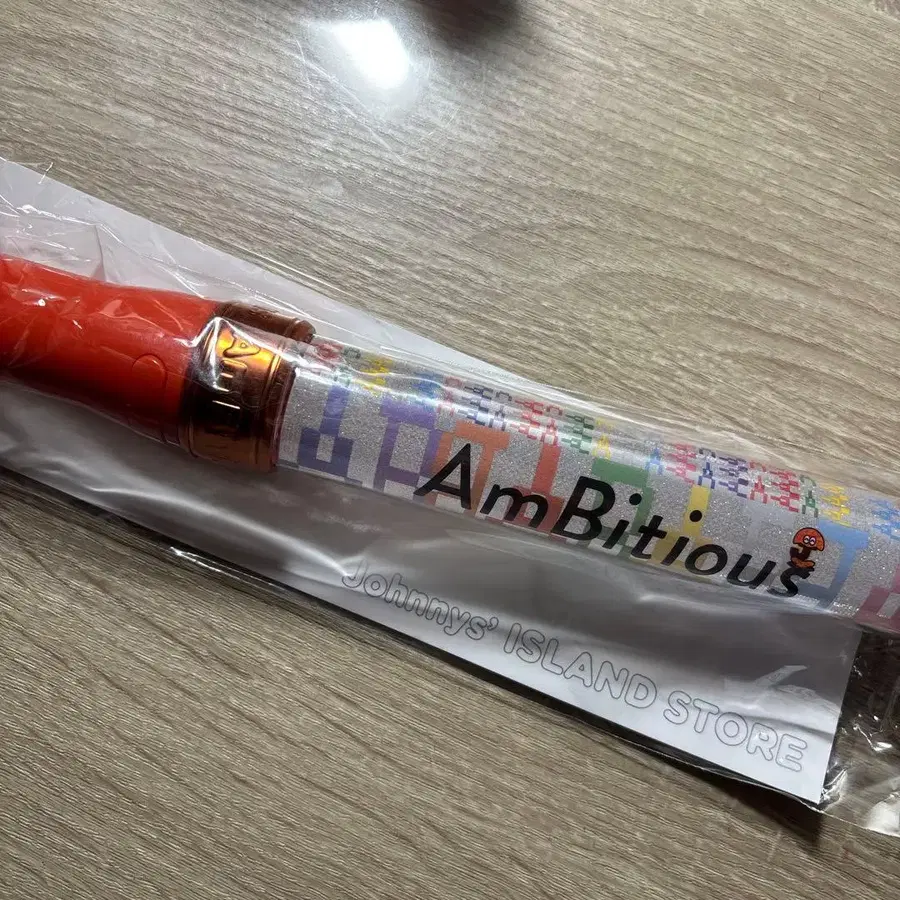 AmBitious
Johnnys' ISLAND STORE